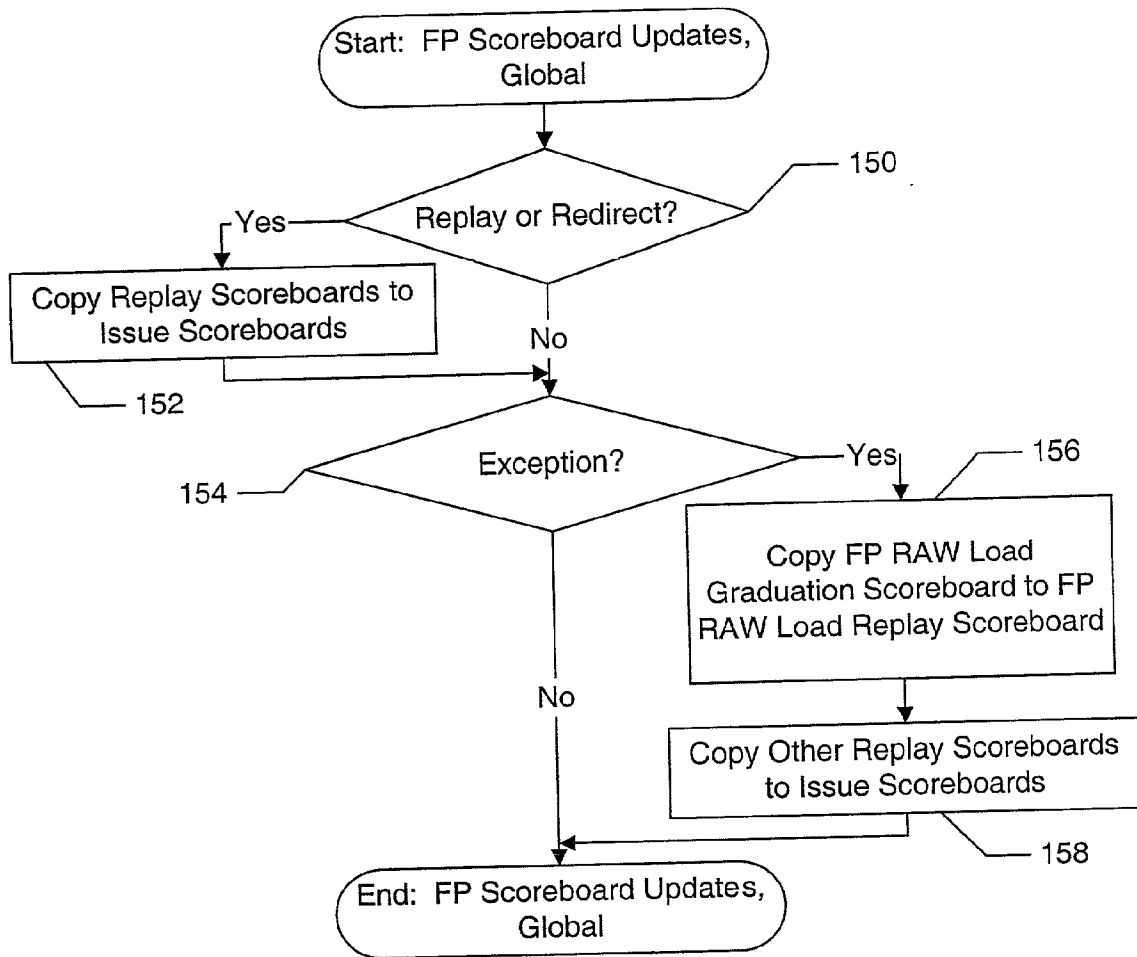 Start: FP Scoreboard Updates,
Global
150
Replay or Redirect?
Yes
Copy Replay Scoreboards to
Issue Scoreboards
No
152
Exception?
Yes
156
154
Copy FP RAW Load
Graduation Scoreboard to FP
RAW Load Replay Scoreboard
No
Copy Other Replay Scoreboards
to Issue Scoreboards
158
End: FP Scoreboard Updates,
Global